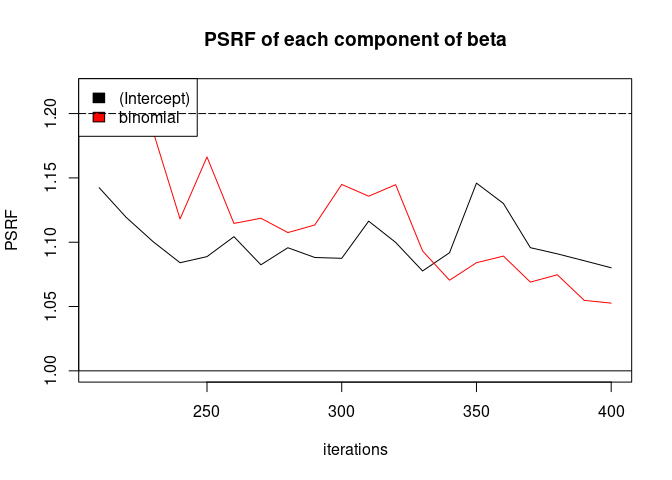 PSRF of each component of beta
(Intercept)
binomial
PSRF
1.20
1.15
1.10
1.05
1.00
250 300 350 400
iterations